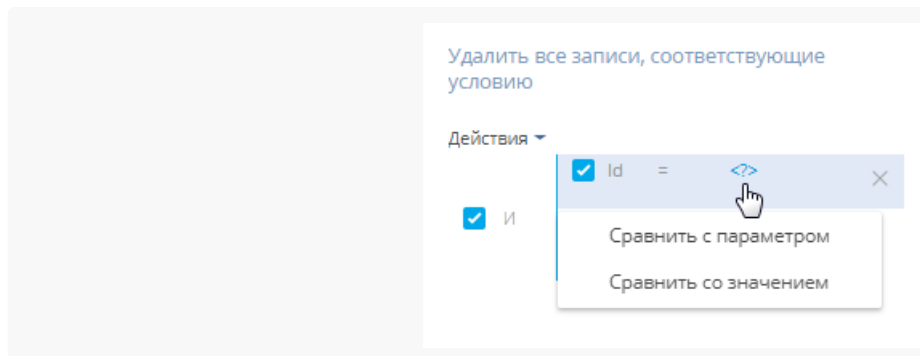 Удалить все записи, соответствующие
условию
Действия
Id = <?>
И
Сравнить с параметром
Сравнить со значением